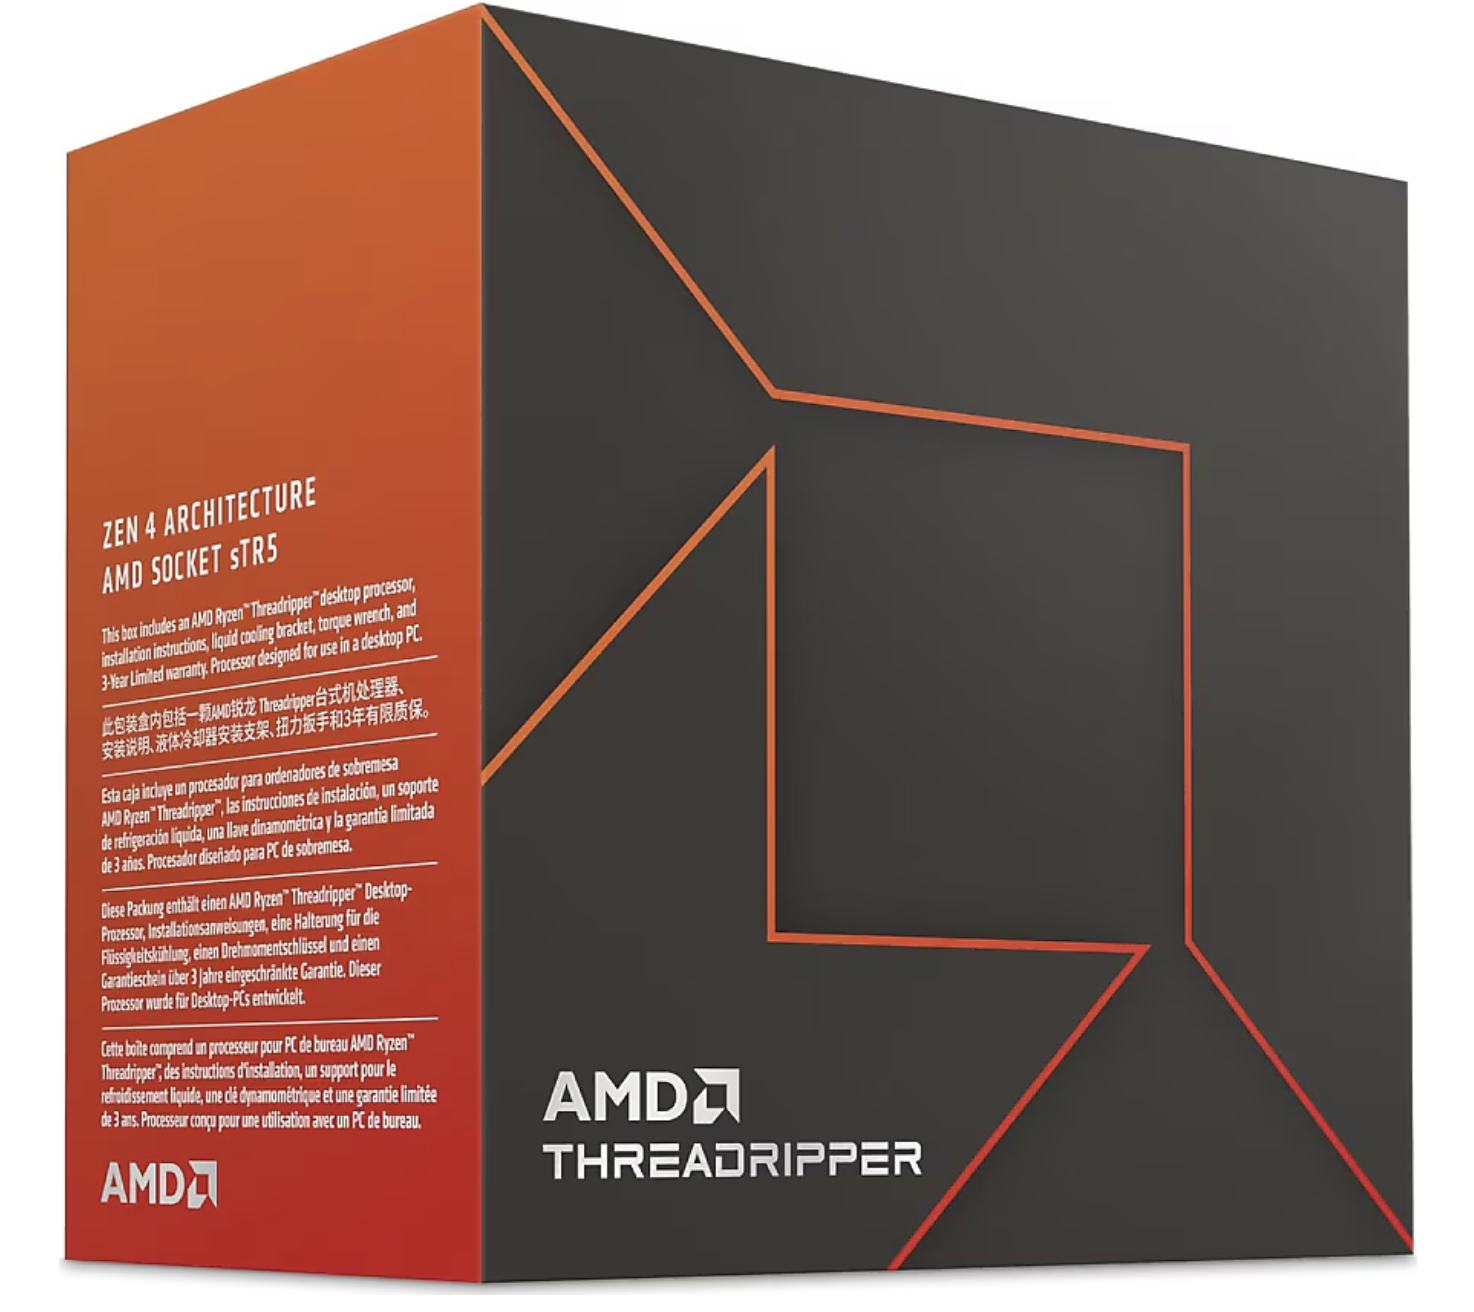 ZEN 4 ARCHITECTURE
AMD SOCKET sTR5
This box includes an AMD Ryzen™ Threadripper™ desktop processor,
installation instructions, liquid cooling bracket, torque wrench, and
3-Year Limited warranty. Processor designed for use in a desktop PC.
此包装盒内包括一颗AMD锐龙 Threadripper台式机处理器、
安装说明、液体冷却器安装支架、扭力扳手和3年有限质保。
Esta caja incluye un procesador para ordenadores de sobremesa
AMD Ryzen™ Threadripper™, las instrucciones de instalación, un soporte
de refrigeración líquida, una llave dinamométrica y la garantía limitada
de 3 años. Procesador diseñado para PC de sobremesa.
Diese Packung enthält einen AMD Ryzen™ Threadripper™ Desktop-
Prozessor, Installationsanweisungen, eine Halterung für die
Flüssigkeitskühlung, einen Drehmomentschlüssel und einen
Garantieschein über 3 Jahre eingeschränkte Garantie. Dieser
Prozessor wurde für Desktop-PCs entwickelt.
Cette boîte comprend un processeur pour PC de bureau AMD Ryzen™
Threadripper™, des instructions d'installation, un support pour le
refroidissement liquide, une clé dynamométrique et une garantie limitée
de 3 ans. Processeur conçu pour une utilisation avec un PC de bureau.
AMD
AMD
THREADRIPPER